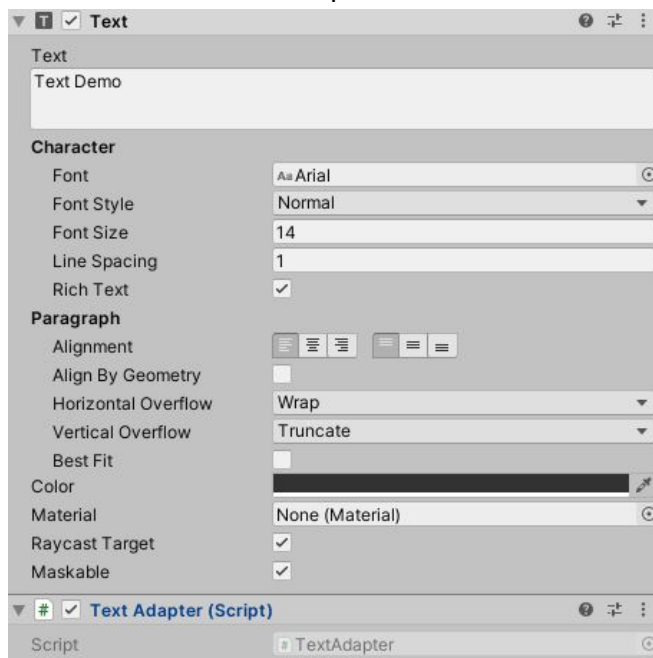 Text
Text
Text Demo
Character
Font Aa Arial
Font Style Normal
Font Size 14
Line Spacing 1
Rich Text
Paragraph
Alignment
Align By Geometry
Horizontal Overflow Wrap
Vertical Overflow Truncate
Best Fit
Color
Material None (Material)
Raycast Target
Maskable
# Text Adapter (Script)
Script # TextAdapter